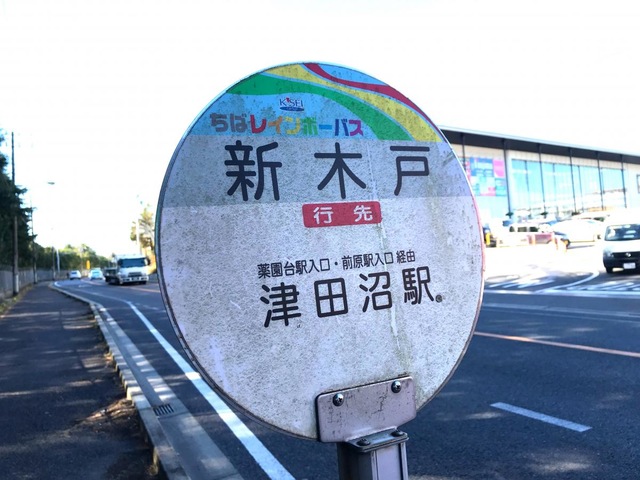 KeiSEI
ちばレインボーバス
新木戸
行先
薬園台駅入口・前原駅入口 経由
津田沼駅